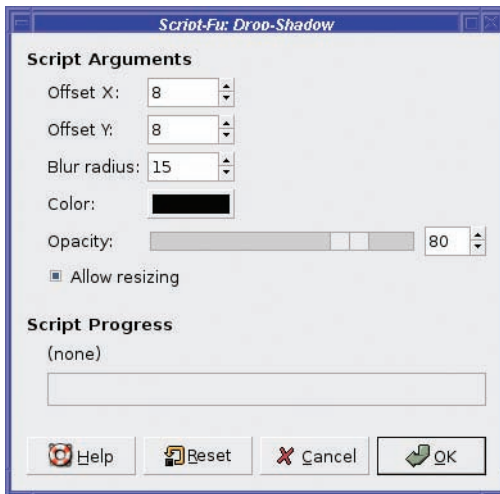 Script-Fu: Drop-Shadow
Script Arguments
Offset X: 8
Offset Y: 8
Blur radius: 15
Color:
Opacity: 80
Allow resizing
Script Progress
(none)
Help Reset Cancel OK